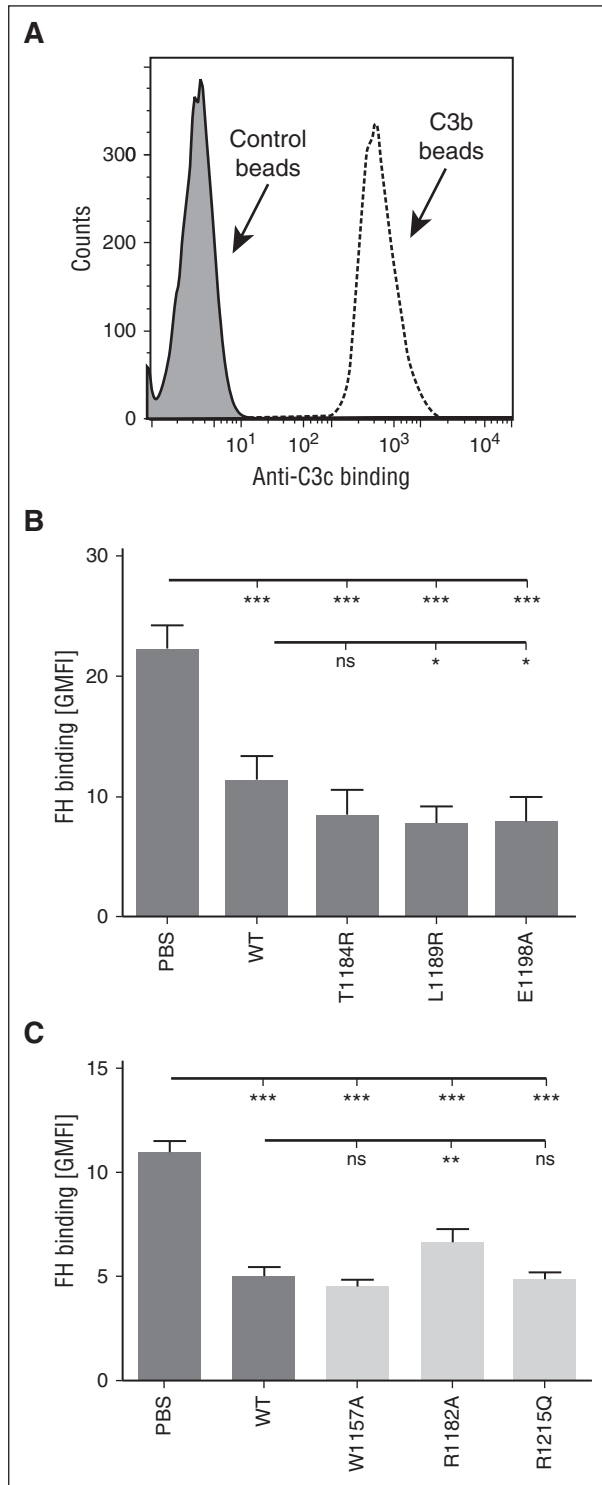 A
Control
beads
C3b
beads
Counts
300
200
100
0
10¹ 10² 10³ 10⁴
Anti-C3c binding
B
FH binding [GMFI]
30
20
10
0
*** *** *** ***
ns * *
PBS WT T1184R L1189R E1198A
C
FH binding [GMFI]
15
10
5
0
*** *** *** ***
ns ** ns
PBS WT W1157A R1182A R1215Q